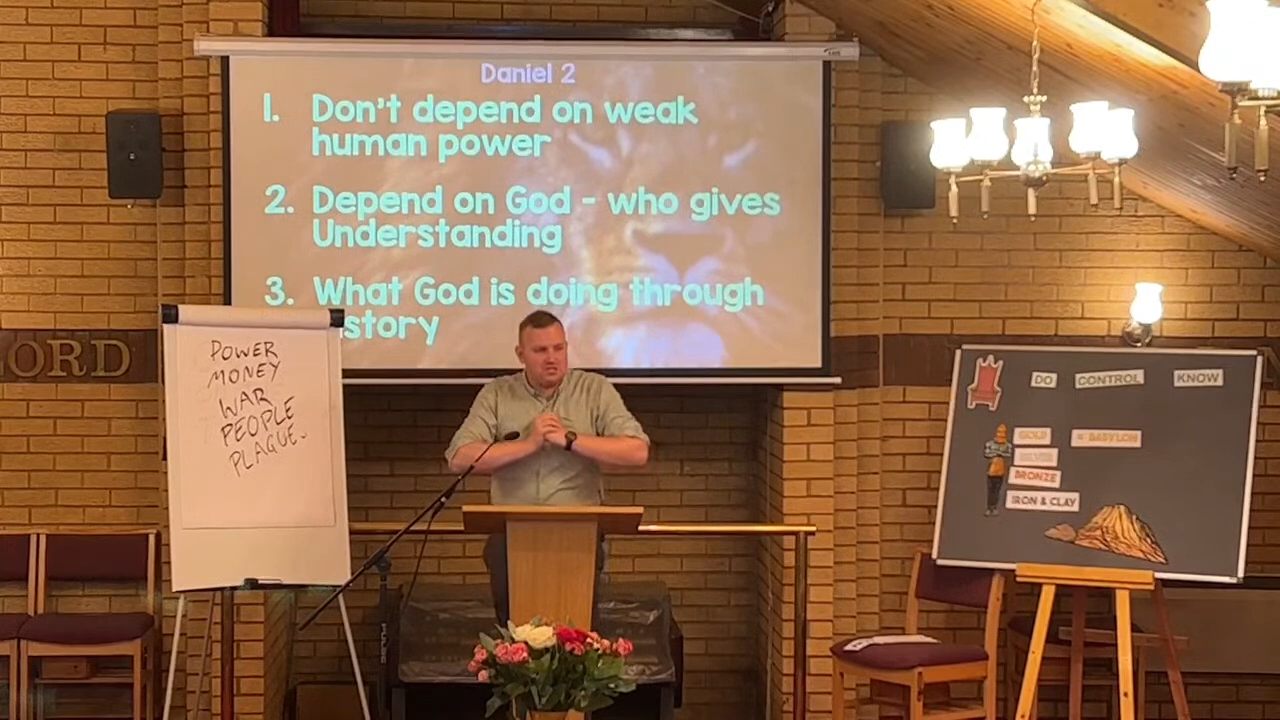 Daniel 2
1. Don't depend on weak
human power
2. Depend on God - who gives
Understanding
3. What God is doing through
story
LORD
POWER
MONEY
WAR
PEOPLE
PLAGUE.
DO CONTROL KNOW
GOLD = BABYLON
SILVER
BRONZE
IRON & CLAY